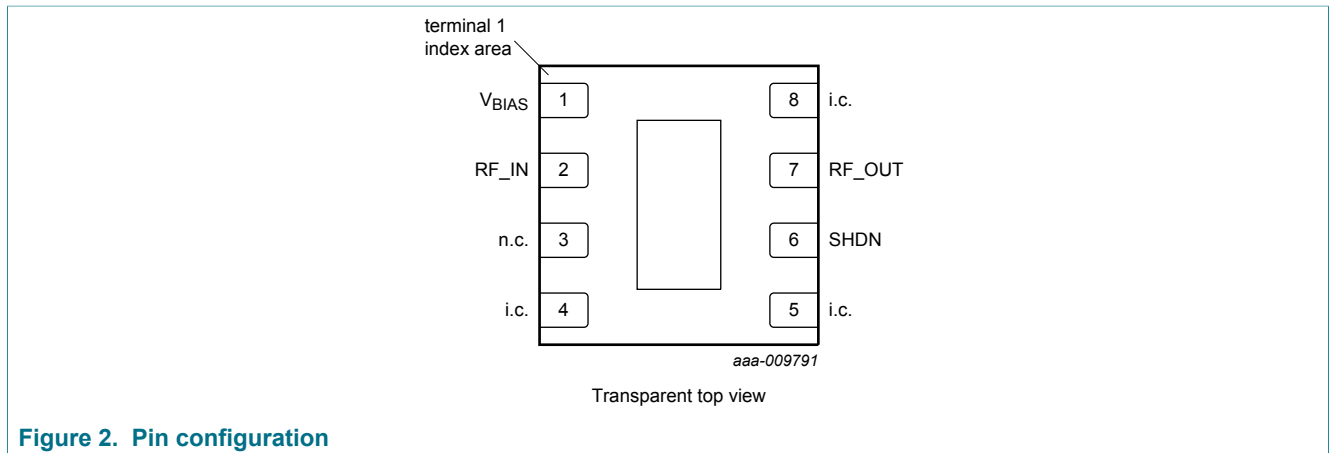 terminal 1
index area
VBIAS 1 8 i.c.
RF_IN 2 7 RF_OUT
n.c. 3 6 SHDN
i.c. 4 5 i.c.
aaa-009791
Transparent top view
Figure 2. Pin configuration